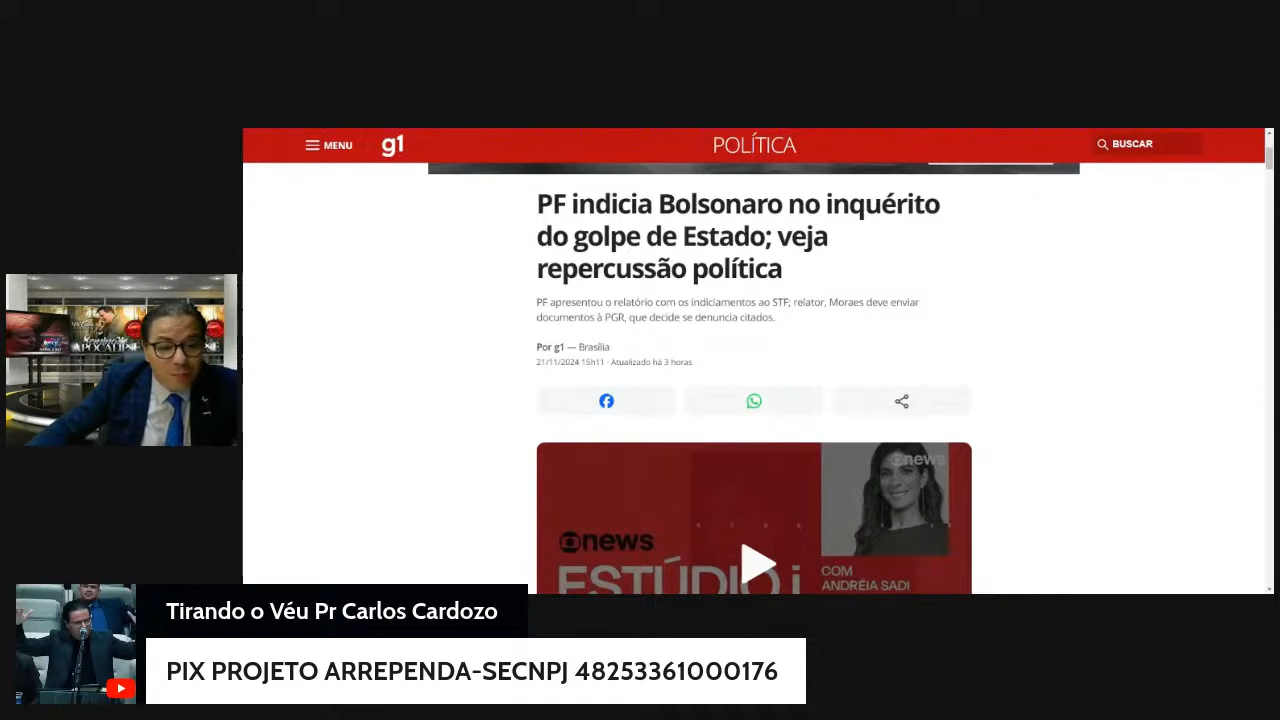 MENU
g1
POLÍTICA
BUSCAR
PF indicia Bolsonaro no inquérito
do golpe de Estado; veja
repercussão política
PF apresentou o relatório com os indiciamentos ao STF; relator, Moraes deve enviar
documentos à PGR, que decide se denuncia citados.
Por g1 — Brasília
21/11/2024 15h11 · Atualizado há 3 horas
news
APOCALIPSE
news
ESTÚDIO i
COM
ANDRÉIA SADI
Tirando o Véu Pr Carlos Cardozo
PIX PROJETO ARREPENDA-SECNPJ 48253361000176